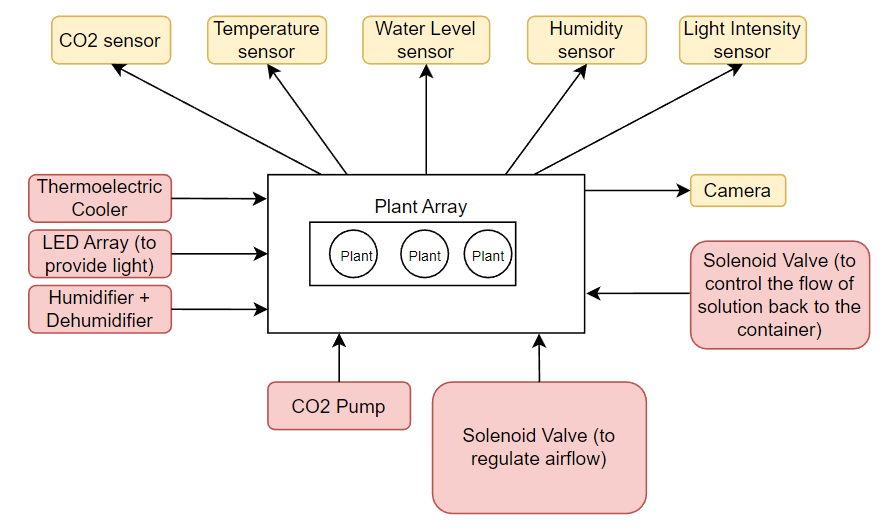 CO2 sensor
Temperature
sensor
Water Level
sensor
Humidity
sensor
Light Intensity
sensor
Thermoelectric
Cooler
LED Array (to
provide light)
Humidifier +
Dehumidifier
Plant Array
Plant
Plant
Plant
Camera
Solenoid Valve (to
control the flow of
solution back to the
container)
CO2 Pump
Solenoid Valve (to
regulate airflow)